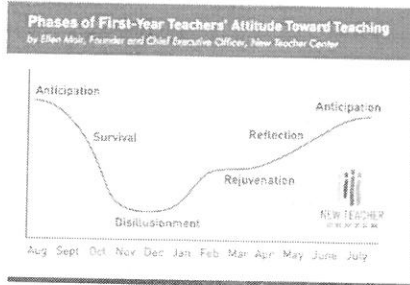 Phases of First-Year Teachers' Attitude Toward Teaching
by Ellen Moir, Founder and Chief Executive Officer, New Teacher Center
Anticipation
Survival
Disillusionment
Rejuvenation
Reflection
Anticipation
NEW TEACHER
CENTER
Aug Sept Oct Nov Dec Jan Feb Mar Apr May June July